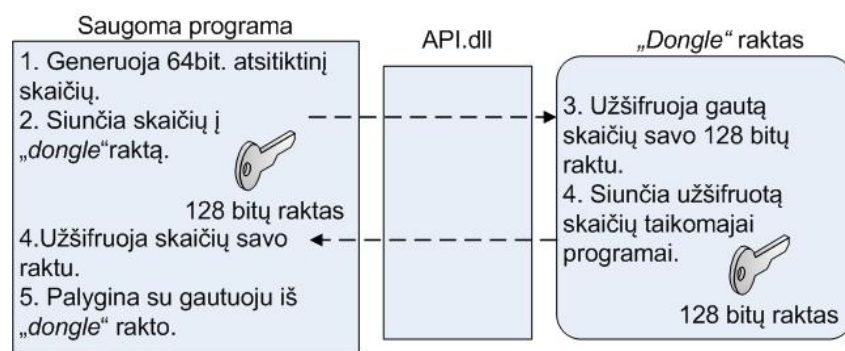 Saugoma programa
1. Generuoja 64bit. atsitiktinį
skaičių.
2. Siunčia skaičių į
„dongle“raktą.
128 bitų raktas
4.Užšifruoja skaičių savo
raktu.
5. Palygina su gautuoju iš
„dongle“ rakto.
API.dll
„Dongle“ raktas
3. Užšifruoja gautą
skaičių savo 128 bitų
raktu.
4. Siunčia užšifruotą
skaičių taikomajai
programai.
128 bitų raktas